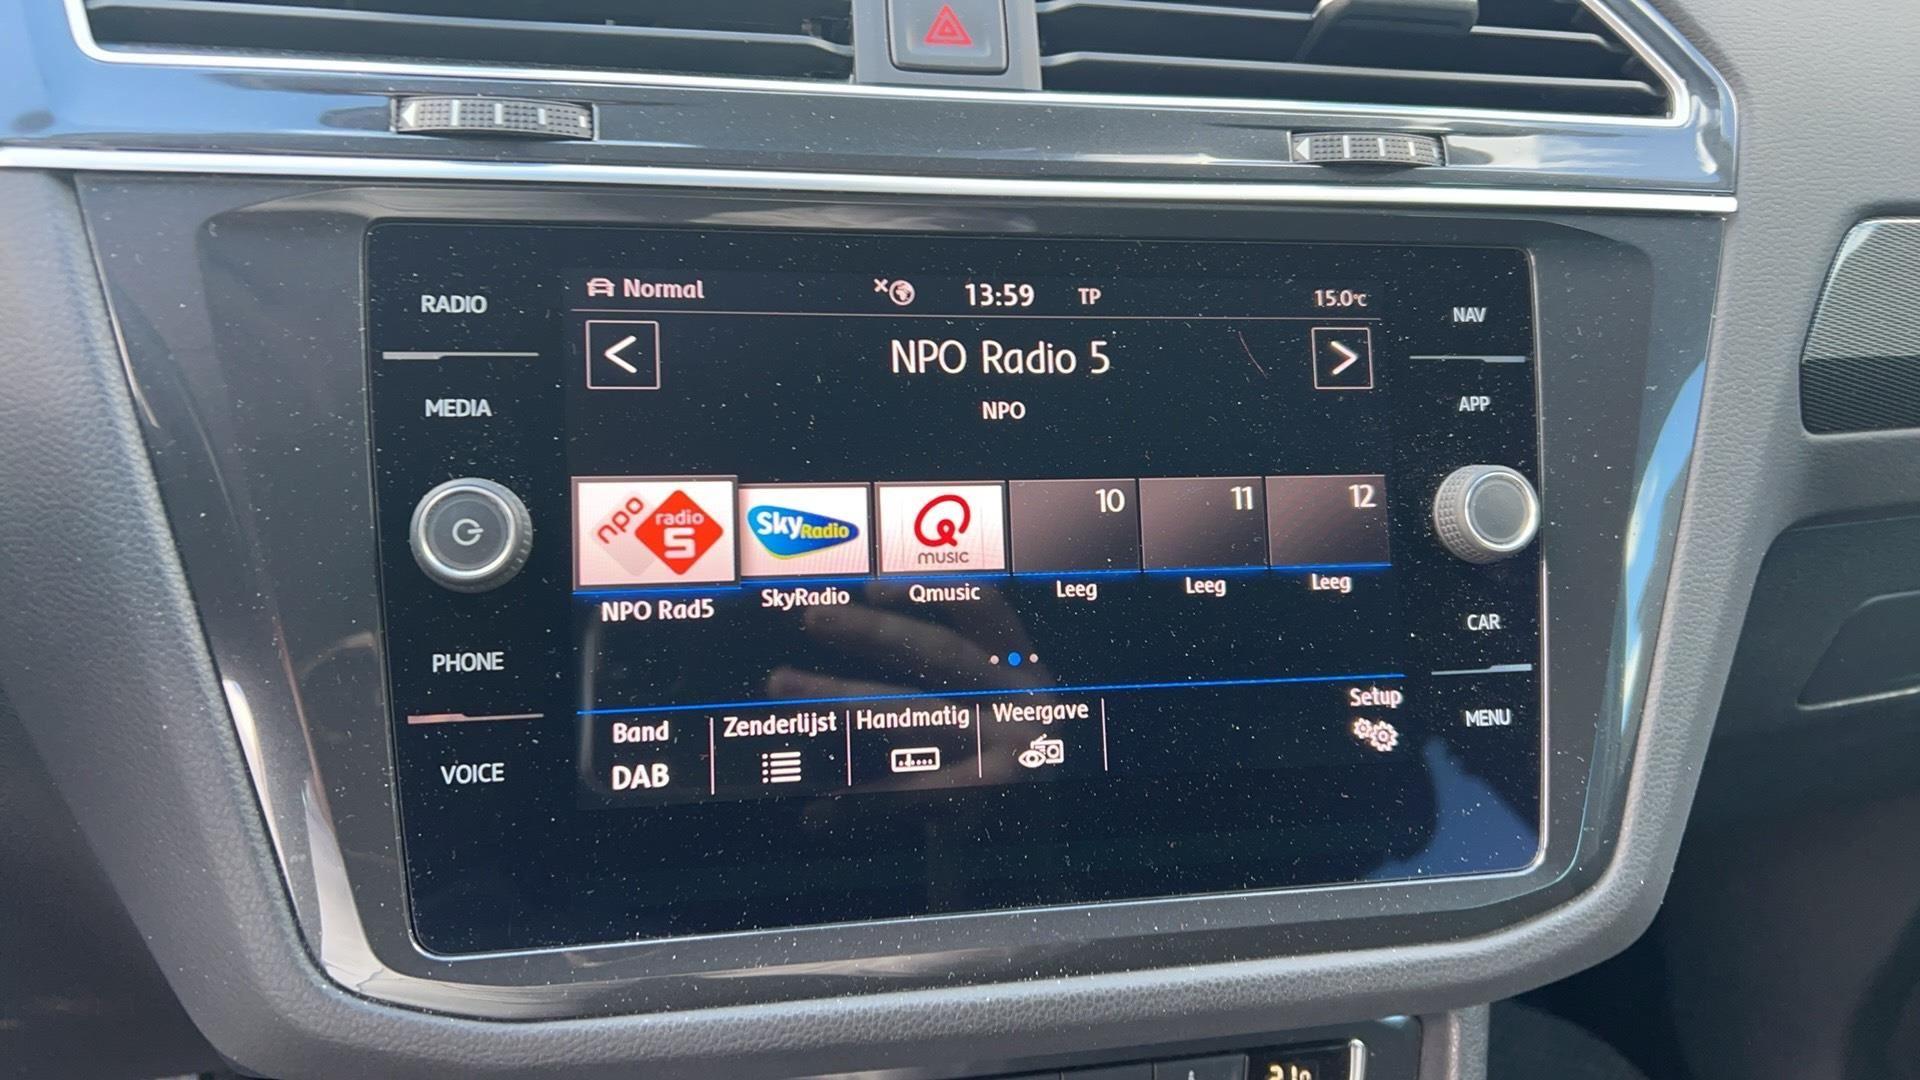 Normal 13:59 TP 15.0°C
RADIO
NAV
< NPO Radio 5 >
MEDIA
NPO
APP
npo radio 5
Sky Radio
Q MUSIC
10
11
12
NPO Rad5
SkyRadio
Qmusic
Leeg
Leeg
Leeg
CAR
PHONE
Band
Zenderlijst
Handmatig
Weergave
Setup
DAB
MENU
VOICE